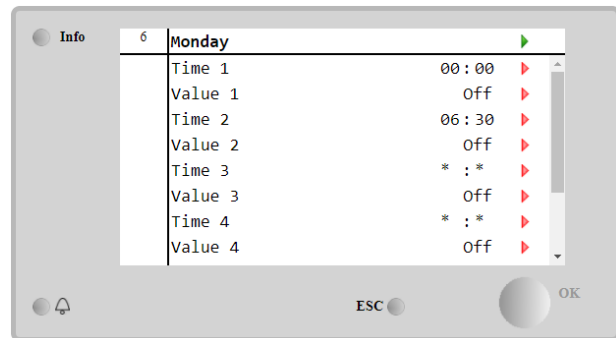 Info
6 Monday
Time 1 00:00
Value 1 Off
Time 2 06:30
Value 2 Off
Time 3 * :*
Value 3 Off
Time 4 * :*
Value 4 Off
ESC OK